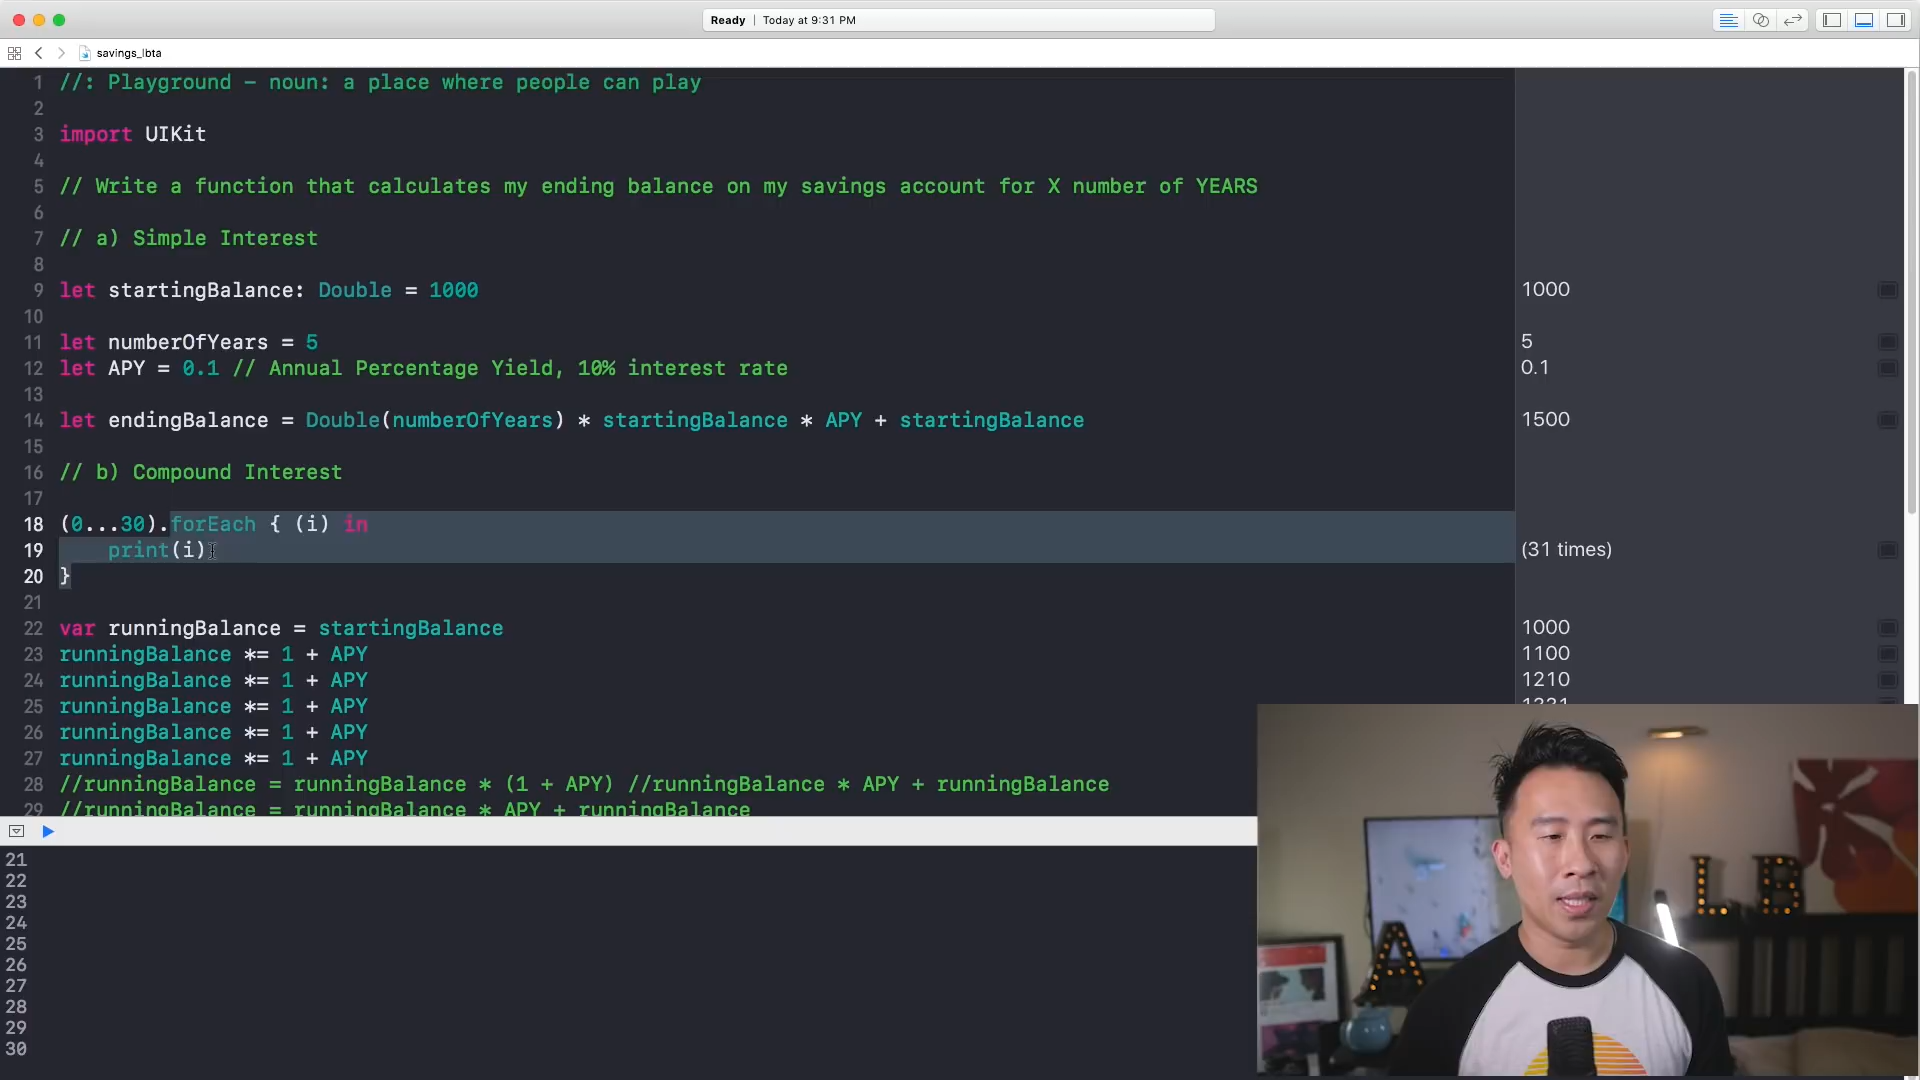 Ready | Today at 9:31 PM
savings_lbta
1 //: Playground - noun: a place where people can play
2
3 import UIKit
4
5 // Write a function that calculates my ending balance on my savings account for X number of YEARS
6
7 // a) Simple Interest
8
9 let startingBalance: Double = 1000 1000
10
11 let numberOfYears = 5 5
12 let APY = 0.1 // Annual Percentage Yield, 10% interest rate 0.1
13
14 let endingBalance = Double(numberOfYears) * startingBalance * APY + startingBalance 1500
15
16 // b) Compound Interest
17
18 (0...30).forEach { (i) in
19 print(i) (31 times)
20 }
21
22 var runningBalance = startingBalance 1000
23 runningBalance *= 1 + APY 1100
24 runningBalance *= 1 + APY 1210
25 runningBalance *= 1 + APY 1331
26 runningBalance *= 1 + APY
27 runningBalance *= 1 + APY
28 //runningBalance = runningBalance * (1 + APY) //runningBalance * APY + runningBalance
29 //runningBalance = runningBalance * APY + runningBalance
21
22
23
24
25
26
27
28
29
30
L B
A